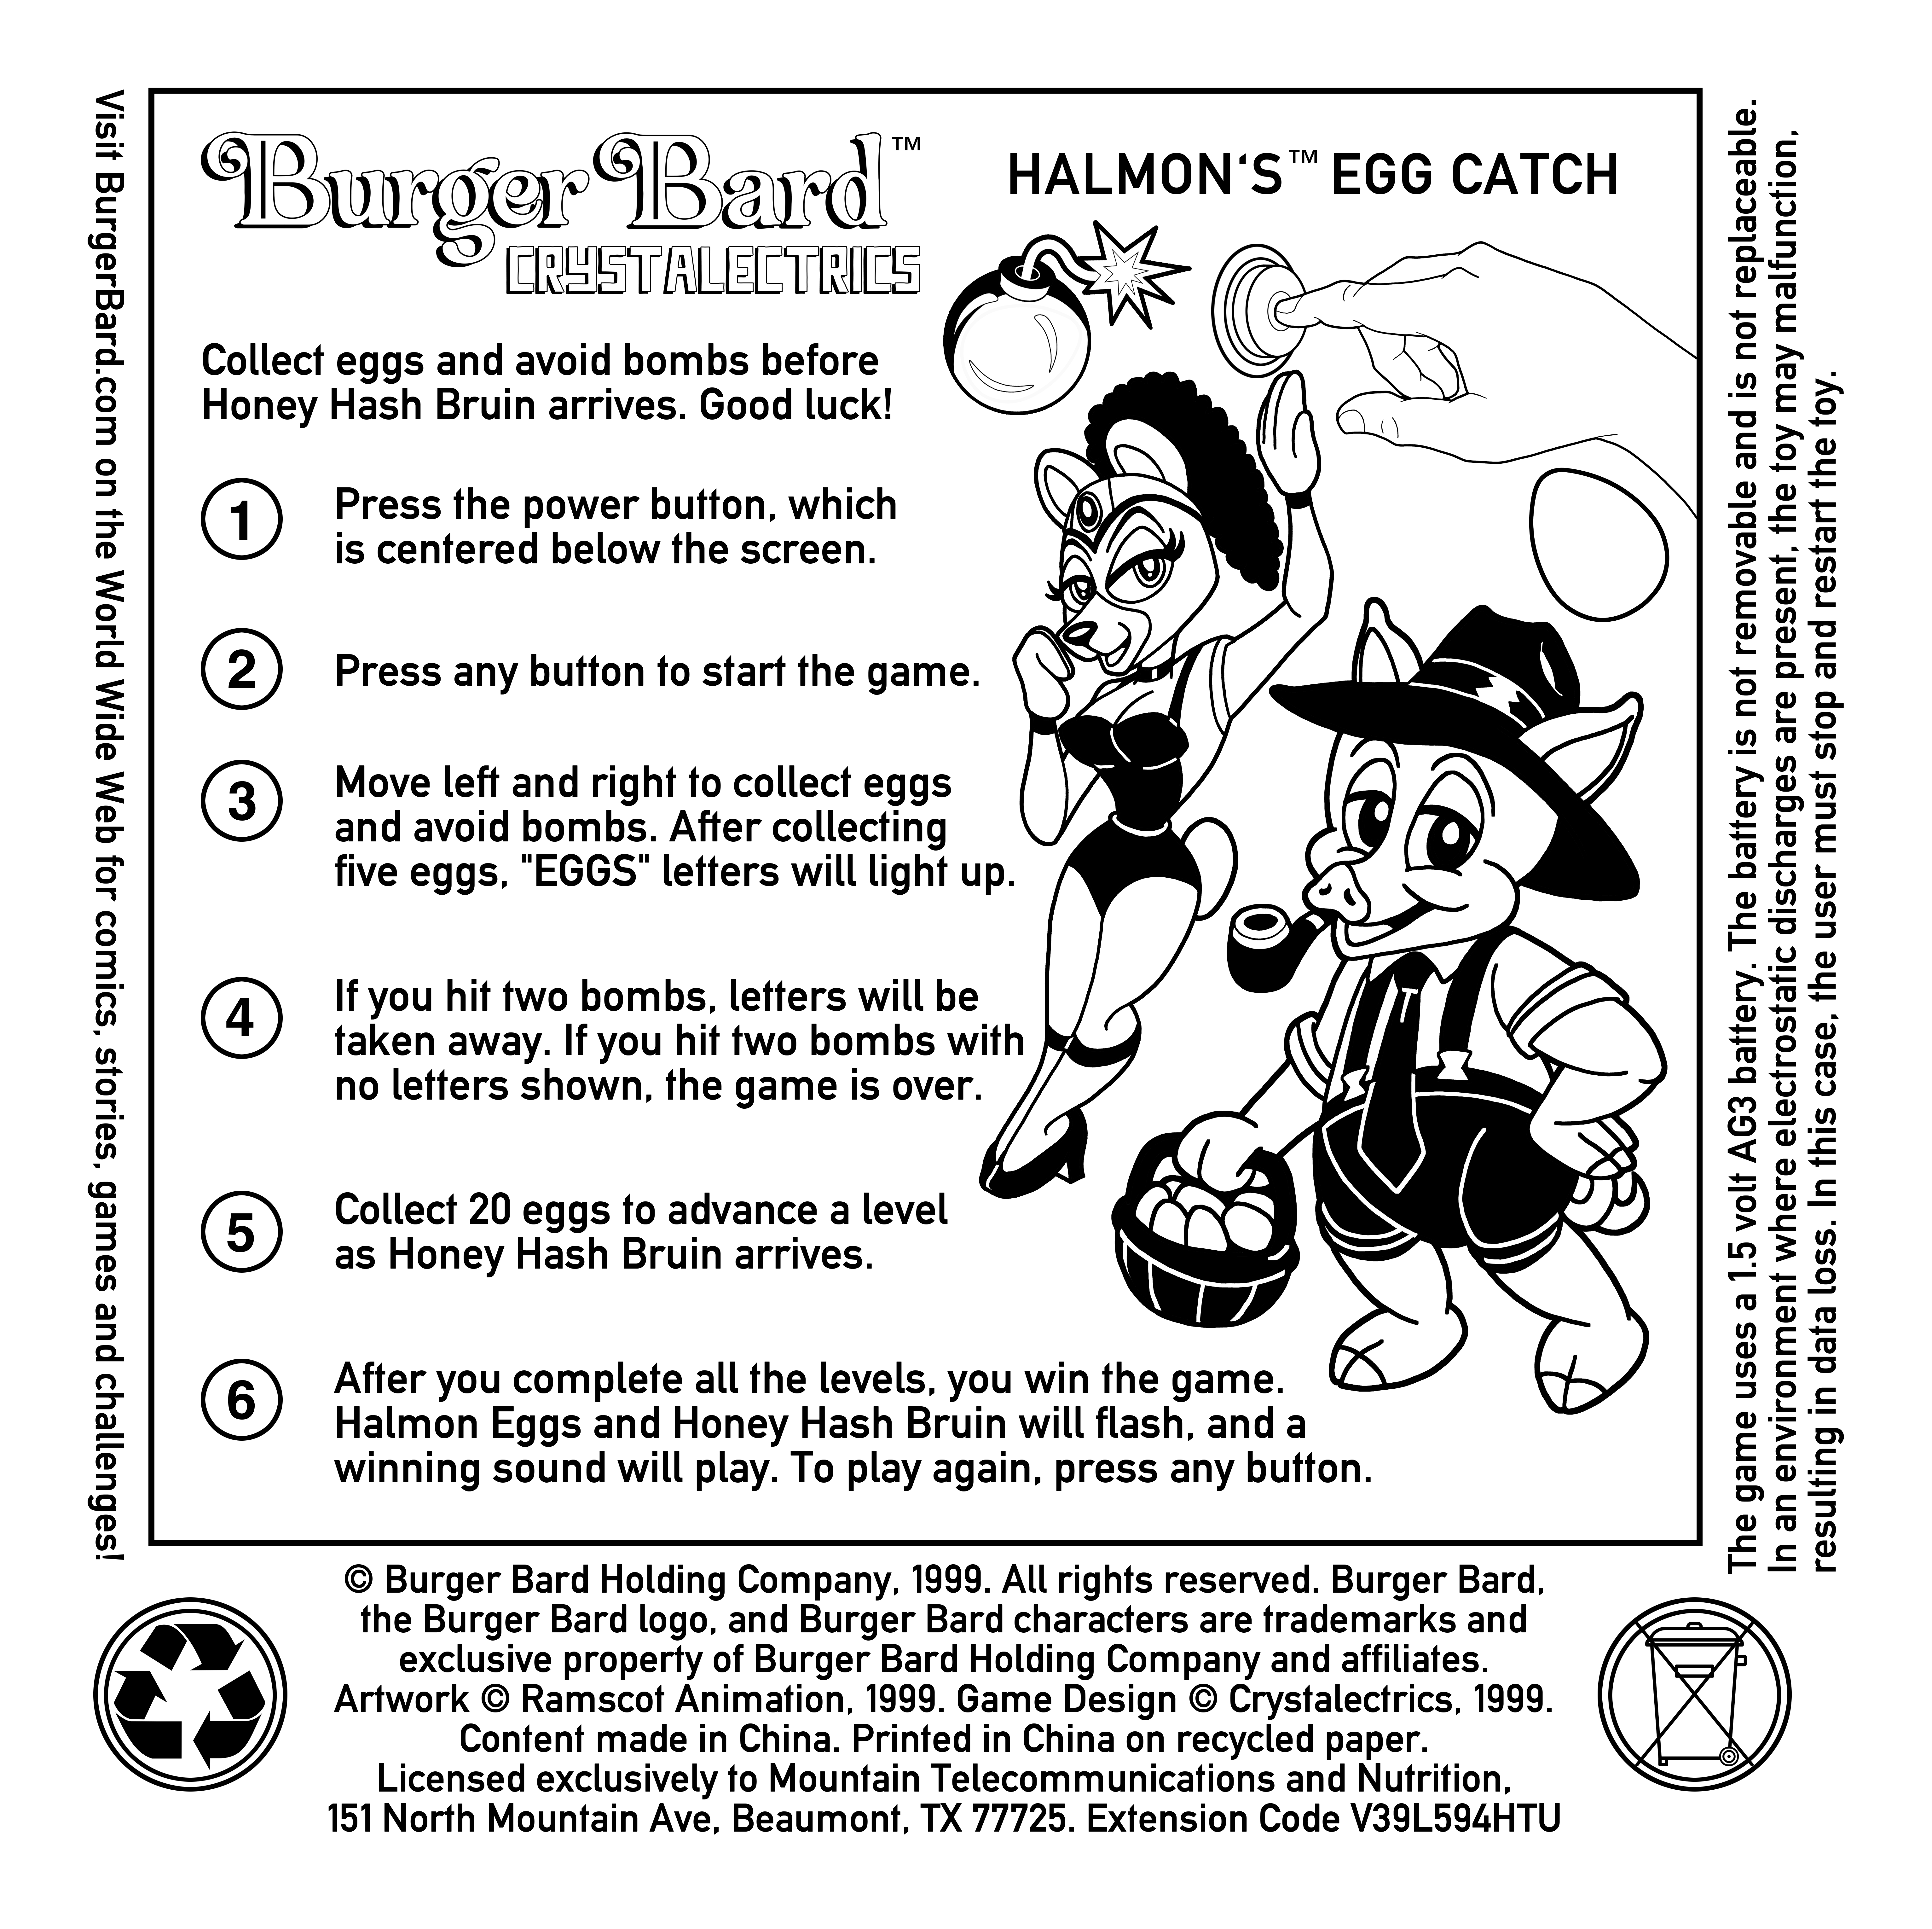 Burger Bard™
CRYSTALECTRICS
HALMON‘S™ EGG CATCH
Collect eggs and avoid bombs before
Honey Hash Bruin arrives. Good luck!
1
Press the power button, which
is centered below the screen.
2
Press any button to start the game.
3
Move left and right to collect eggs
and avoid bombs. After collecting
five eggs, "EGGS" letters will light up.
4
If you hit two bombs, letters will be
taken away. If you hit two bombs with
no letters shown, the game is over.
5
Collect 20 eggs to advance a level
as Honey Hash Bruin arrives.
6
After you complete all the levels, you win the game.
Halmon Eggs and Honey Hash Bruin will flash, and a
winning sound will play. To play again, press any button.
Visit BurgerBard.com on the World Wide Web for comics, stories, games and challenges!
The game uses a 1.5 volt AG3 battery. The battery is not removable and is not replaceable.
In an environment where electrostatic discharges are present, the toy may malfunction,
resulting in data loss. In this case, the user must stop and restart the toy.
© Burger Bard Holding Company, 1999. All rights reserved. Burger Bard,
the Burger Bard logo, and Burger Bard characters are trademarks and
exclusive property of Burger Bard Holding Company and affiliates.
Artwork © Ramscot Animation, 1999. Game Design © Crystalectrics, 1999.
Content made in China. Printed in China on recycled paper.
Licensed exclusively to Mountain Telecommunications and Nutrition,
151 North Mountain Ave, Beaumont, TX 77725. Extension Code V39L594HTU